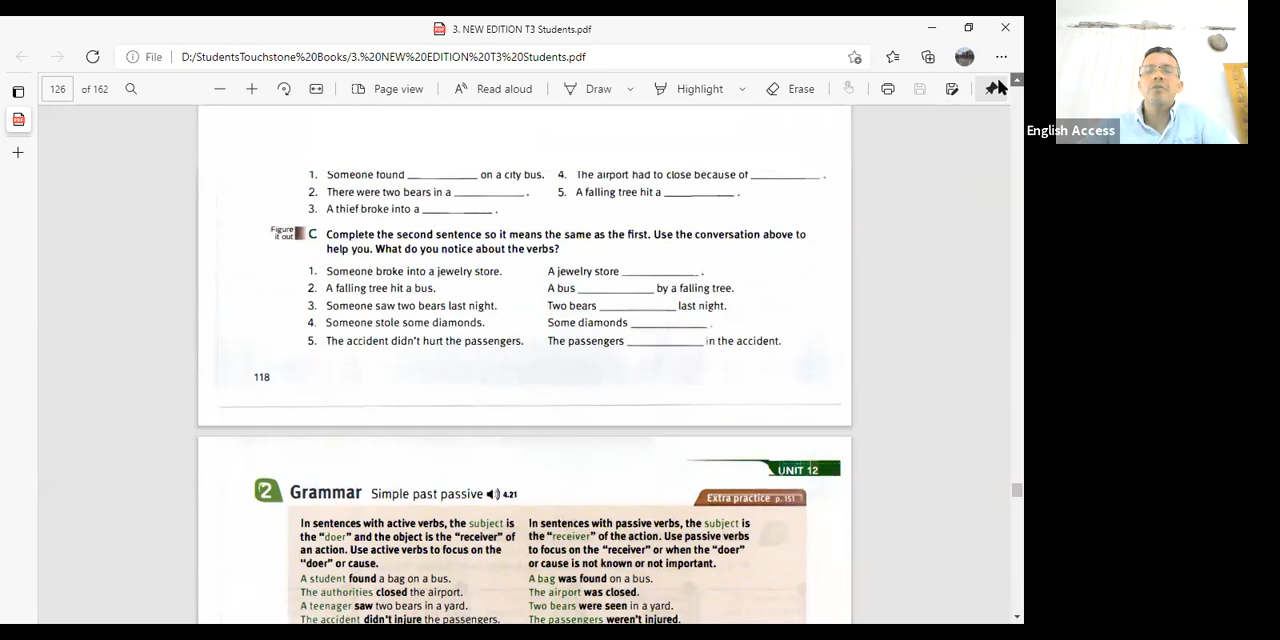 3. NEW EDITION T3 Students.pdf
File D:/StudentsTouchstone%20Books/3.%20NEW%20EDITION%20T3%20Students.pdf
126 of 162 Page view Read aloud Draw Highlight Erase
English Access
1. Someone found __________ on a city bus. 4. The airport had to close because of __________ .
2. There were two bears in a __________ . 5. A falling tree hit a __________ .
3. A thief broke into a __________ .
Figure it out C Complete the second sentence so it means the same as the first. Use the conversation above to
help you. What do you notice about the verbs?
1. Someone broke into a jewelry store. A jewelry store __________ .
2. A falling tree hit a bus. A bus __________ by a falling tree.
3. Someone saw two bears last night. Two bears __________ last night.
4. Someone stole some diamonds. Some diamonds __________ .
5. The accident didn't hurt the passengers. The passengers __________ in the accident.
118
UNIT 12
2 Grammar Simple past passive 4.21
Extra practice p. 151
In sentences with active verbs, the subject is
the "doer" and the object is the "receiver" of
an action. Use active verbs to focus on the
"doer" or cause.
A student found a bag on a bus.
The authorities closed the airport.
A teenager saw two bears in a yard.
The accident didn't injure the passengers.
In sentences with passive verbs, the subject is
the "receiver" of the action. Use passive verbs
to focus on the "receiver" or when the "doer"
or cause is not known or not important.
A bag was found on a bus.
The airport was closed.
Two bears were seen in a yard.
The passengers weren't injured.